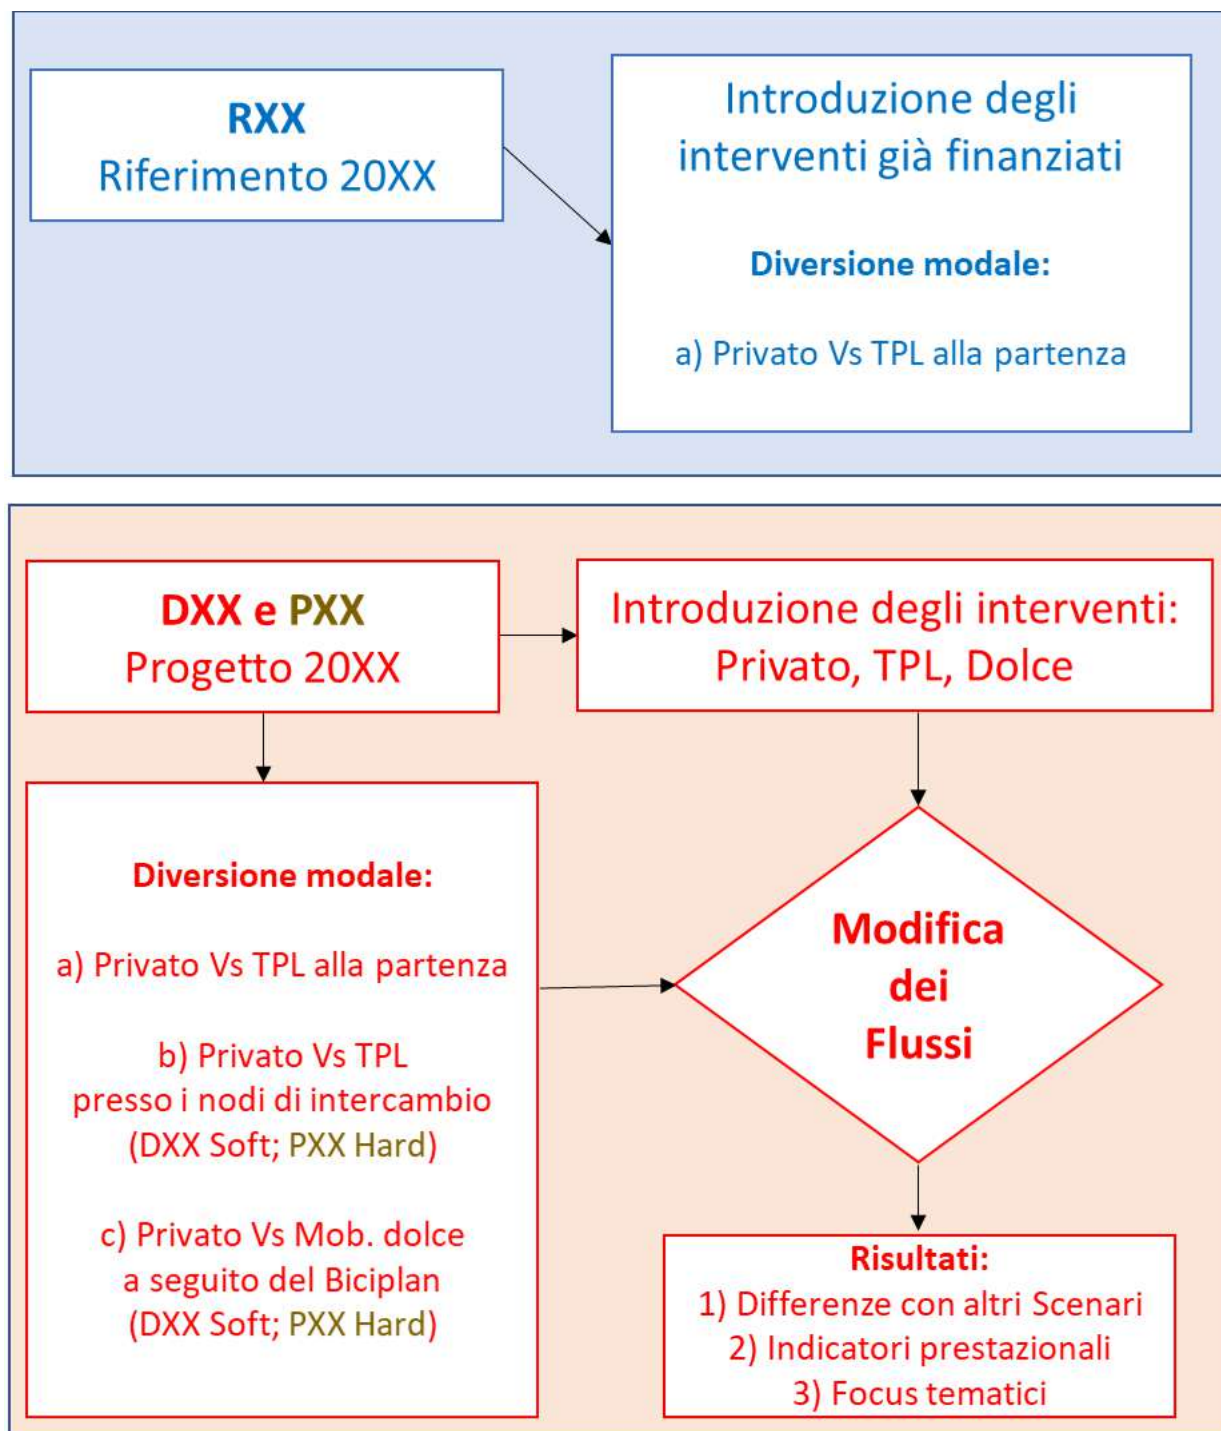 RXX
Riferimento 20XX
Introduzione degli
interventi già finanziati
Diversione modale:
a) Privato Vs TPL alla partenza
DXX e PXX
Progetto 20XX
Introduzione degli interventi:
Privato, TPL, Dolce
Diversione modale:
a) Privato Vs TPL alla partenza
b) Privato Vs TPL
presso i nodi di intercambio
(DXX Soft; PXX Hard)
c) Privato Vs Mob. dolce
a seguito del Biciplan
(DXX Soft; PXX Hard)
Modifica
dei
Flussi
Risultati:
1) Differenze con altri Scenari
2) Indicatori prestazionali
3) Focus tematici